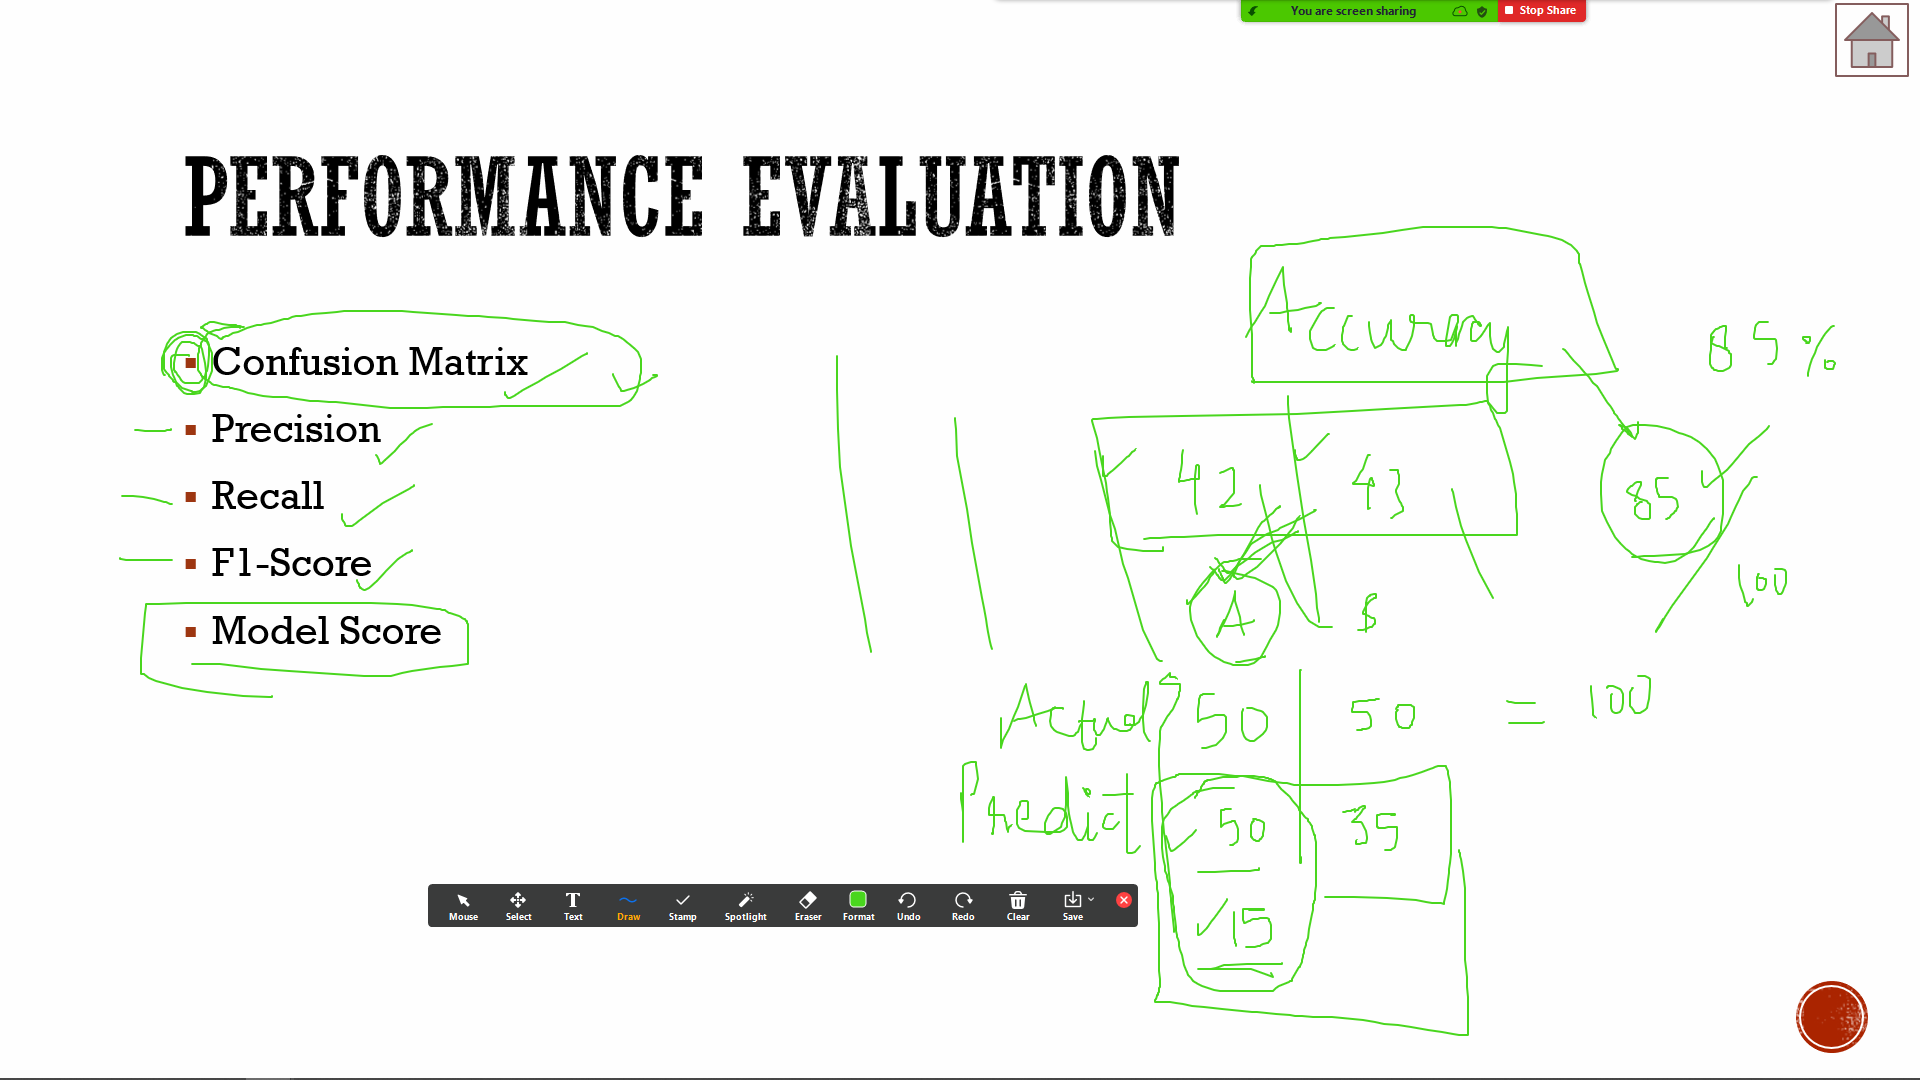 You are screen sharing Stop Share
PERFORMANCE EVALUATION
Confusion Matrix
Precision
Recall
F1-Score
Model Score
Accuracy
85%
42 43
85
100
A
Actual 50 50 = 100
Predict 50 35
15
Mouse Select Text Draw Stamp Spotlight Eraser Format Undo Redo Clear Save